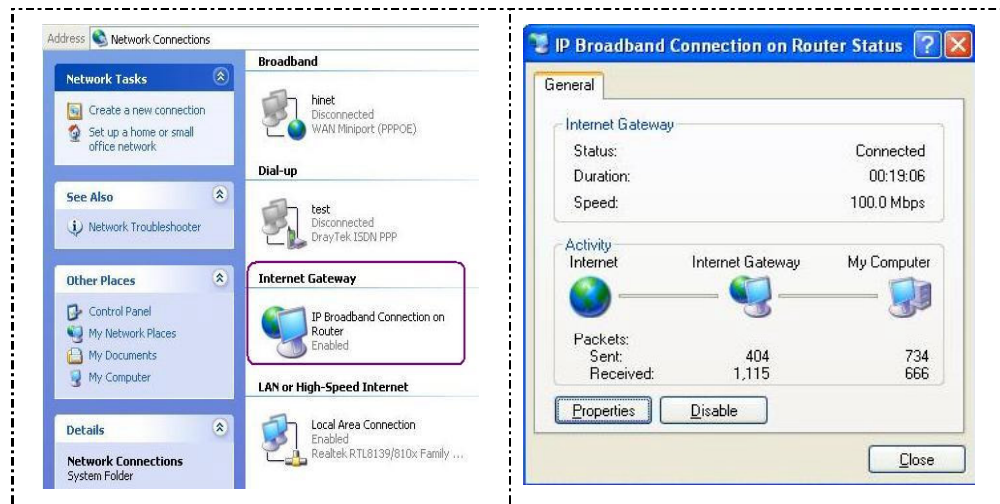 Address Network Connections
Network Tasks
Create a new connection
Set up a home or small
office network
See Also
Network Troubleshooter
Other Places
Control Panel
My Network Places
My Documents
My Computer
Details
Network Connections
System Folder
Broadband
hinet
Disconnected
WAN Miniport (PPPOE)
Dial-up
test
Disconnected
DrayTek ISDN PPP
Internet Gateway
IP Broadband Connection on
Router
Enabled
LAN or High-Speed Internet
Local Area Connection
Enabled
Realtek RTL8139/810x Family ...
IP Broadband Connection on Router Status
General
Internet Gateway
Status: Connected
Duration: 00:19:06
Speed: 100.0 Mbps
Activity
Internet Internet Gateway My Computer
Packets:
Sent: 404 734
Received: 1,115 666
Properties Disable
Close